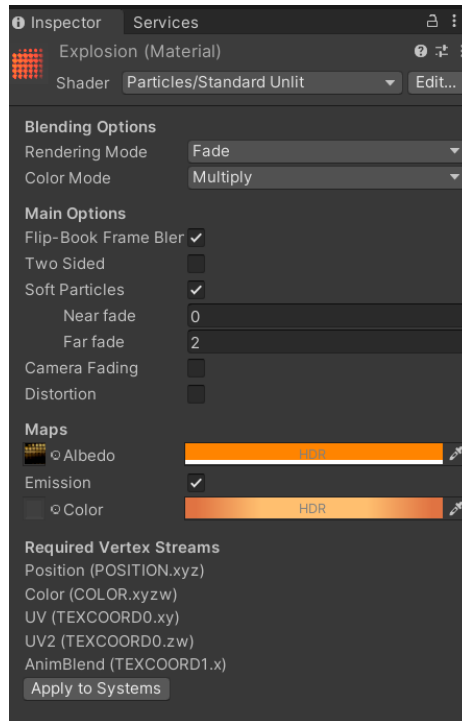 Inspector Services
Explosion (Material)
Shader Particles/Standard Unlit Edit...
Blending Options
Rendering Mode Fade
Color Mode Multiply
Main Options
Flip-Book Frame Bler
Two Sided
Soft Particles
Near fade 0
Far fade 2
Camera Fading
Distortion
Maps
Albedo HDR
Emission
Color HDR
Required Vertex Streams
Position (POSITION.xyz)
Color (COLOR.xyzw)
UV (TEXCOORD0.xy)
UV2 (TEXCOORD0.zw)
AnimBlend (TEXCOORD1.x)
Apply to Systems